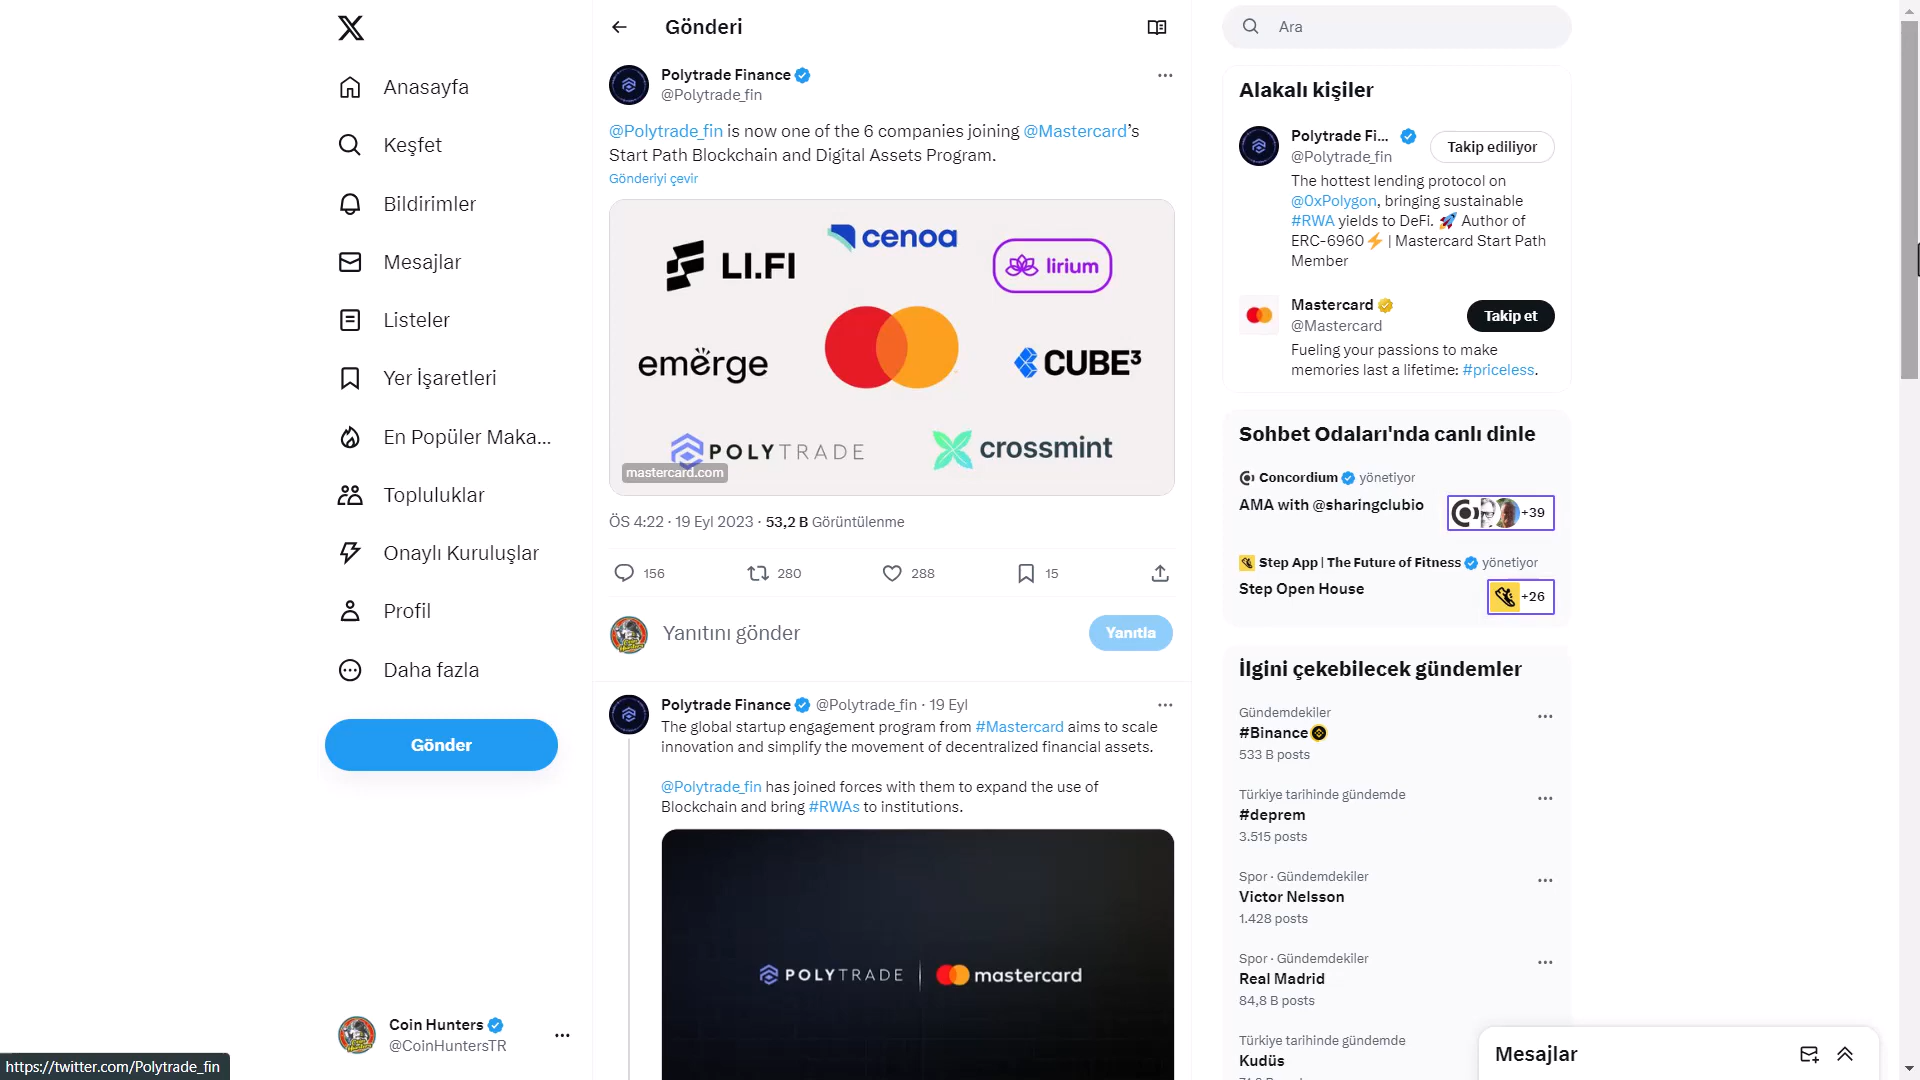 Anasayfa
Keşfet
Bildirimler
Mesajlar
Listeler
Yer İşaretleri
En Popüler Maka...
Topluluklar
Onaylı Kuruluşlar
Profil
Daha fazla
Gönder
Coin Hunters
@CoinHuntersTR
https://twitter.com/Polytrade_fin
Gönderi
Polytrade Finance
@Polytrade_fin
@Polytrade_fin is now one of the 6 companies joining @Mastercard’s
Start Path Blockchain and Digital Assets Program.
Gönderiyi çevir
cenoa
LI.FI
lirium
emërge
CUBE³
POLYTRADE
crossmint
mastercard.com
ÖS 4:22 · 19 Eyl 2023 · 53,2 B Görüntülenme
156
280
288
15
Yanıtını gönder
Yanıtla
Polytrade Finance @Polytrade_fin · 19 Eyl
The global startup engagement program from #Mastercard aims to scale
innovation and simplify the movement of decentralized financial assets.
@Polytrade_fin has joined forces with them to expand the use of
Blockchain and bring #RWAs to institutions.
POLYTRADE | mastercard
Ara
Alakalı kişiler
Polytrade Fi...
@Polytrade_fin
Takip ediliyor
The hottest lending protocol on
@0xPolygon, bringing sustainable
#RWA yields to DeFi. 🚀 Author of
ERC-6960⚡ | Mastercard Start Path
Member
Mastercard
@Mastercard
Takip et
Fueling your passions to make
memories last a lifetime: #priceless.
Sohbet Odaları'nda canlı dinle
Concordium yönetiyor
AMA with @sharingclubio
+39
Step App | The Future of Fitness yönetiyor
Step Open House
+26
İlgini çekebilecek gündemler
Gündemdekiler
#Binance
533 B posts
Türkiye tarihinde gündemde
#deprem
3.515 posts
Spor · Gündemdekiler
Victor Nelsson
1.428 posts
Spor · Gündemdekiler
Real Madrid
84,8 B posts
Türkiye tarihinde gündemde
Kudüs
Mesajlar